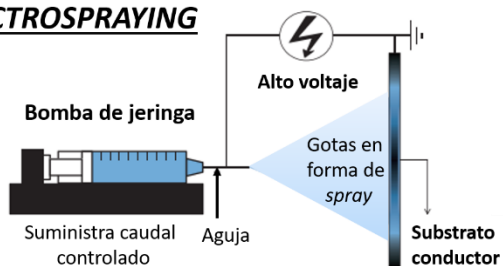 CTROSPRAYING
Alto voltaje
Bomba de jeringa
Gotas en
forma de
spray
Suministra caudal
controlado
Aguja
Substrato
conductor